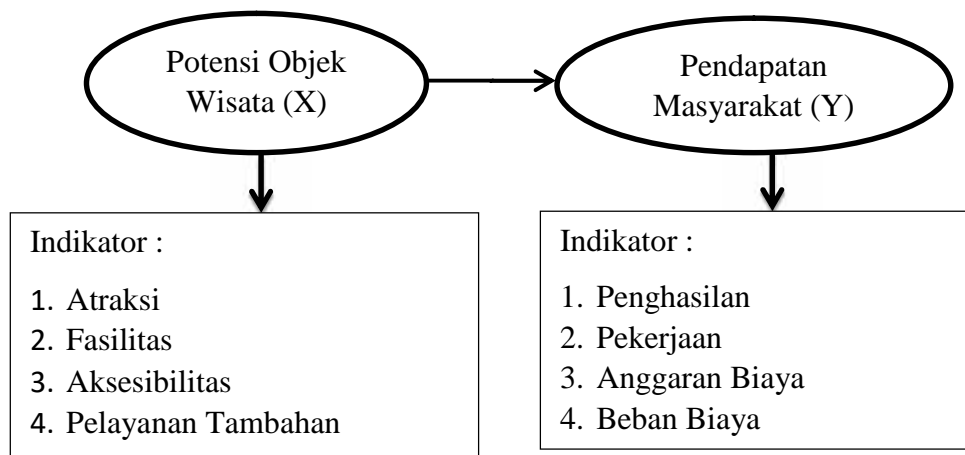 Potensi Objek
Wisata (X)
Pendapatan
Masyarakat (Y)
Indikator :
1. Atraksi
2. Fasilitas
3. Aksesibilitas
4. Pelayanan Tambahan
Indikator :
1. Penghasilan
2. Pekerjaan
3. Anggaran Biaya
4. Beban Biaya